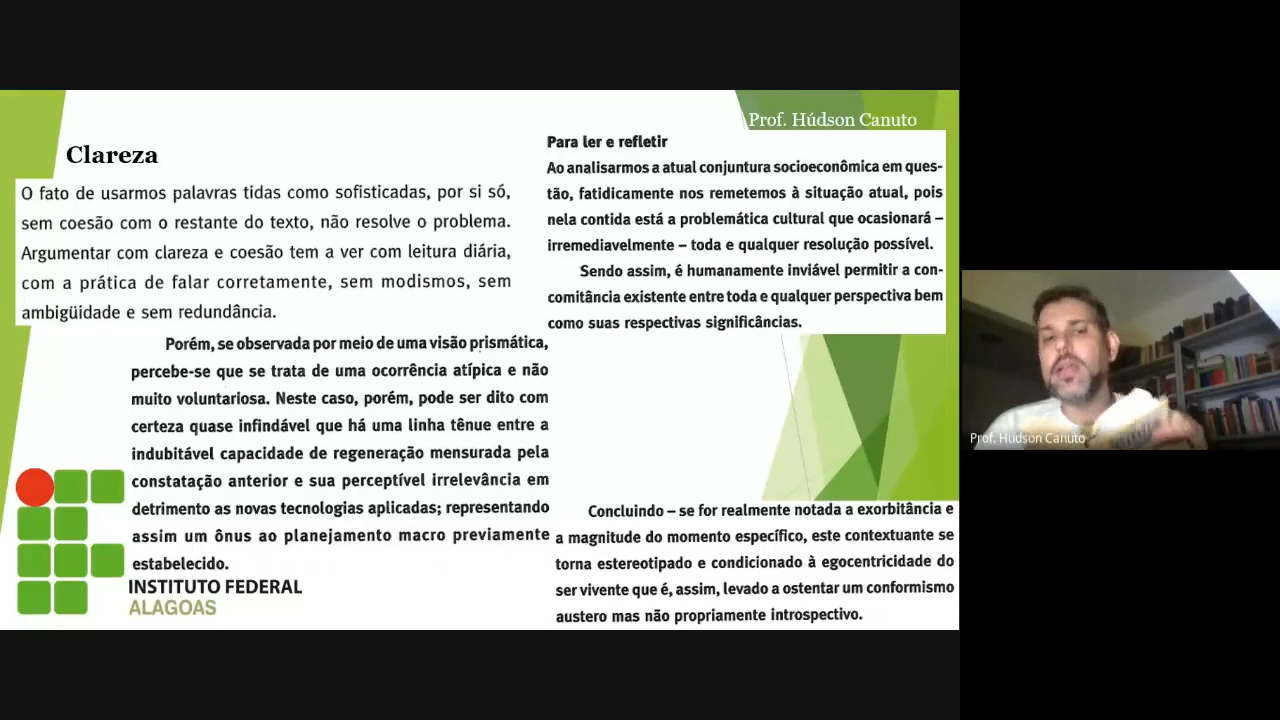 Prof. Húdson Canuto
Clareza
O fato de usarmos palavras tidas como sofisticadas, por si só,
sem coesão com o restante do texto, não resolve o problema.
Argumentar com clareza e coesão tem a ver com leitura diária,
com a prática de falar corretamente, sem modismos, sem
ambigüidade e sem redundância.
Para ler e refletir
Ao analisarmos a atual conjuntura socioeconômica em ques-
tão, fatidicamente nos remetemos à situação atual, pois
nela contida está a problemática cultural que ocasionará –
irremediavelmente – toda e qualquer resolução possível.
Sendo assim, é humanamente inviável permitir a con-
comitância existente entre toda e qualquer perspectiva bem
como suas respectivas significâncias.
Porém, se observada por meio de uma visão prismática,
percebe-se que se trata de uma ocorrência atípica e não
muito voluntariosa. Neste caso, porém, pode ser dito com
certeza quase infindável que há uma linha tênue entre a
indubitável capacidade de regeneração mensurada pela
constatação anterior e sua perceptível irrelevância em
detrimento as novas tecnologias aplicadas; representando
assim um ônus ao planejamento macro previamente
estabelecido.
Concluindo – se for realmente notada a exorbitância e
a magnitude do momento específico, este contextuante se
torna estereotipado e condicionado à egocentricidade do
ser vivente que é, assim, levado a ostentar um conformismo
austero mas não propriamente introspectivo.
INSTITUTO FEDERAL
ALAGOAS
Prof. Hudson Canuto